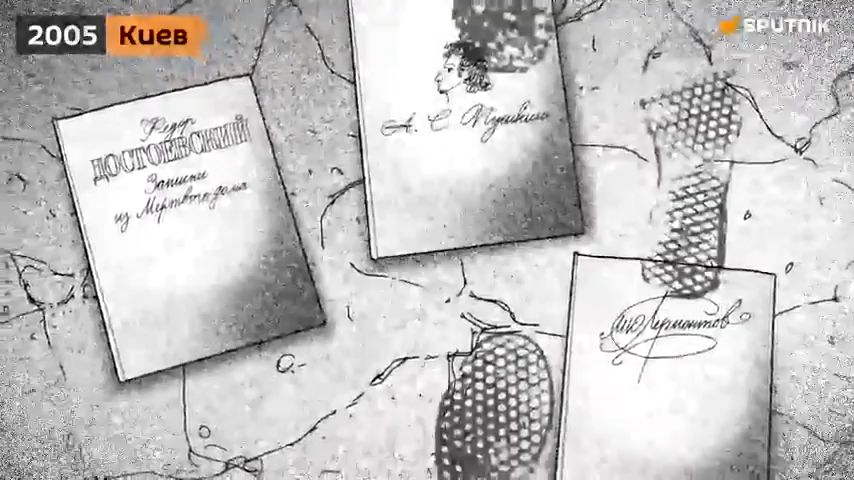 2005 Киев
SPUTNIK
Федор
ДОСТОЕВСКИЙ
Записки
из Мертвого дома
А. С. Пушкин
М.Ю. Лермонтов